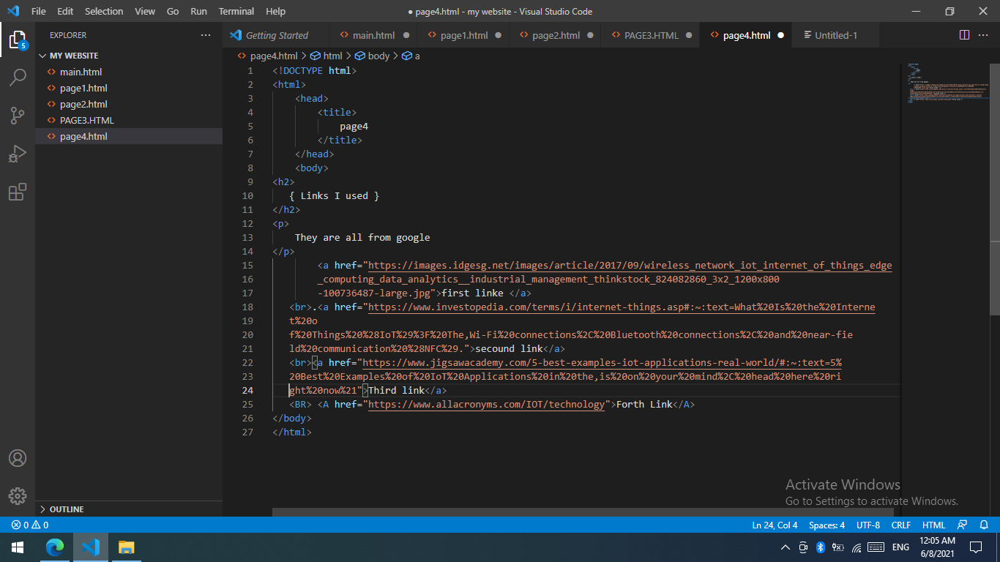 File Edit Selection View Go Run Terminal Help
● page4.html - my website - Visual Studio Code
EXPLORER
MY WEBSITE
main.html
page1.html
page2.html
PAGE3.HTML
page4.html
OUTLINE
5
Getting Started main.html page1.html page2.html PAGE3.HTML page4.html Untitled-1
page4.html > html > body > a
1 <!DOCTYPE html>
2 <html>
3 <head>
4 <title>
5 page4
6 </title>
7 </head>
8 <body>
9 <h2>
10 { Links I used }
11 </h2>
12 <p>
13 They are all from google
14 </p>
15 <a href="https://images.idgesg.net/images/article/2017/09/wireless_network_iot_internet_of_things_edge
16 _computing_data_analytics__industrial_management_thinkstock_824082860_3x2_1200x800
17 -100736487-large.jpg">first linke </a>
18 <br>.<a href="https://www.investopedia.com/terms/i/internet-things.asp#:~:text=What%20Is%20the%20Interne
19 t%20o
20 f%20Things%20%28IoT%29%3F%20The,Wi-Fi%20connections%2C%20Bluetooth%20connections%2C%20and%20near-fie
21 ld%20communication%20%28NFC%29.">secound link</a>
22 <br><a href="https://www.jigsawacademy.com/5-best-examples-iot-applications-real-world/#:~:text=5%
23 20Best%20Examples%20of%20IoT%20Applications%20in%20the,is%20on%20your%20mind%2C%20head%20here%20ri
24 ght%20now%21">Third link</a>
25 <BR> <A href="https://www.allacronyms.com/IOT/technology">Forth Link</A>
26 </body>
27 </html>
Activate Windows
Go to Settings to activate Windows.
0 0
Ln 24, Col 4 Spaces: 4 UTF-8 CRLF HTML
ENG
12:05 AM
6/8/2021